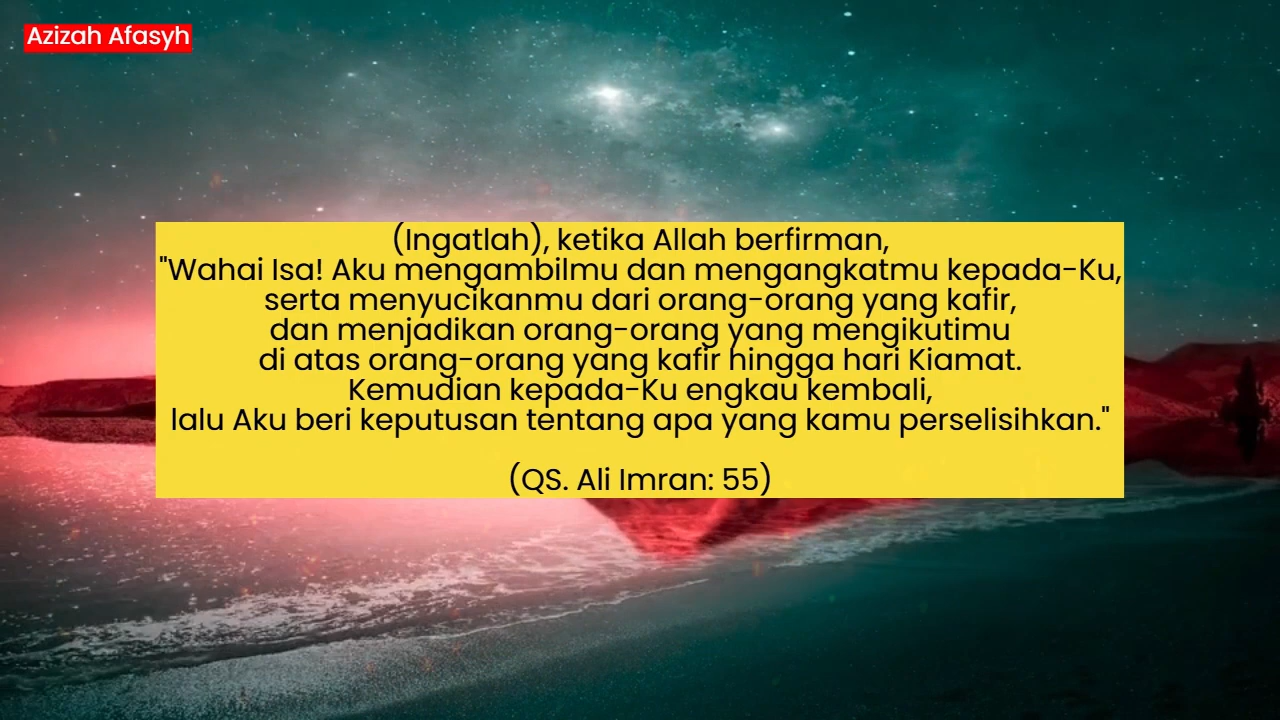 Azizah Afasyh
(Ingatlah), ketika Allah berfirman,
"Wahai Isa! Aku mengambilmu dan mengangkatmu kepada-Ku,
serta menyucikanmu dari orang-orang yang kafir,
dan menjadikan orang-orang yang mengikutimu
di atas orang-orang yang kafir hingga hari Kiamat.
Kemudian kepada-Ku engkau kembali,
lalu Aku beri keputusan tentang apa yang kamu perselisihkan."
(QS. Ali Imran: 55)